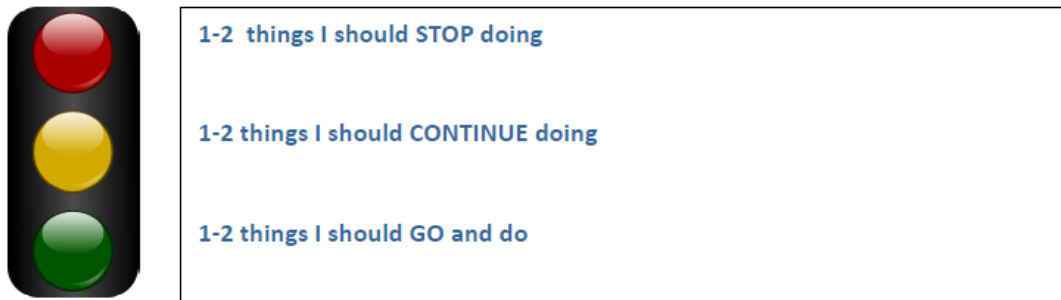 1-2  things I should STOP doing
1-2 things I should CONTINUE doing
1-2 things I should GO and do